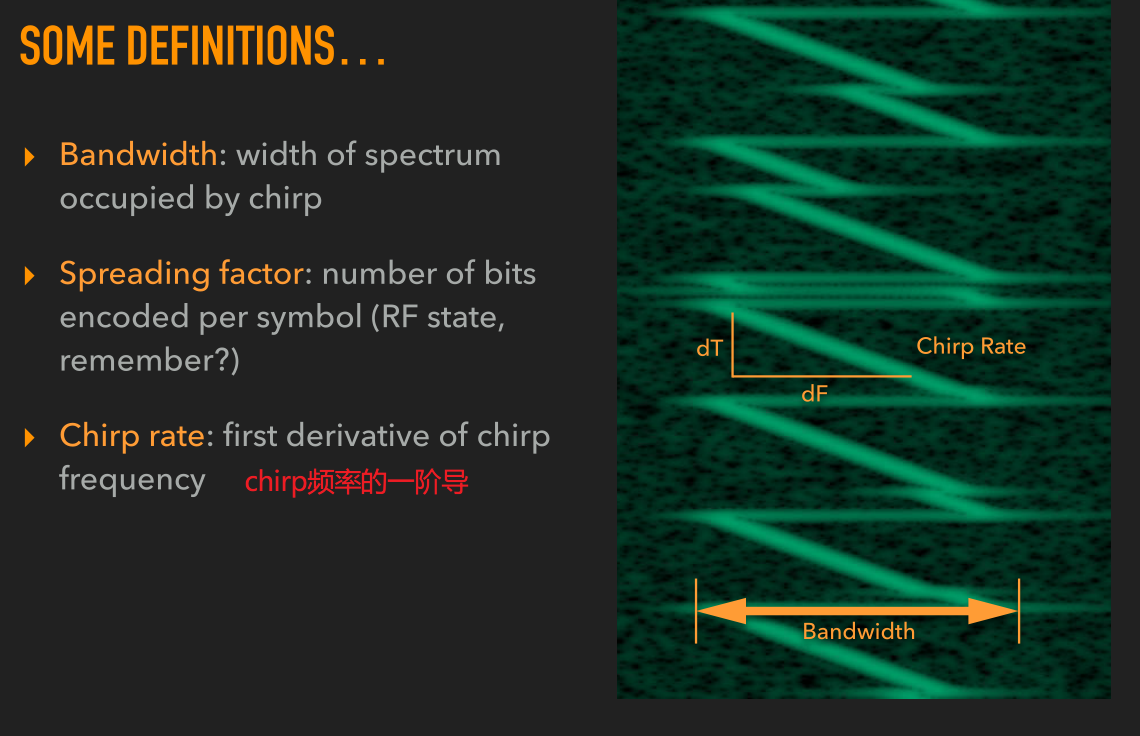 SOME DEFINITIONS...
Bandwidth: width of spectrum
occupied by chirp
Spreading factor: number of bits
encoded per symbol (RF state,
remember?)
Chirp rate: first derivative of chirp
frequency chirp频率的一阶导
dT
Chirp Rate
dF
Bandwidth